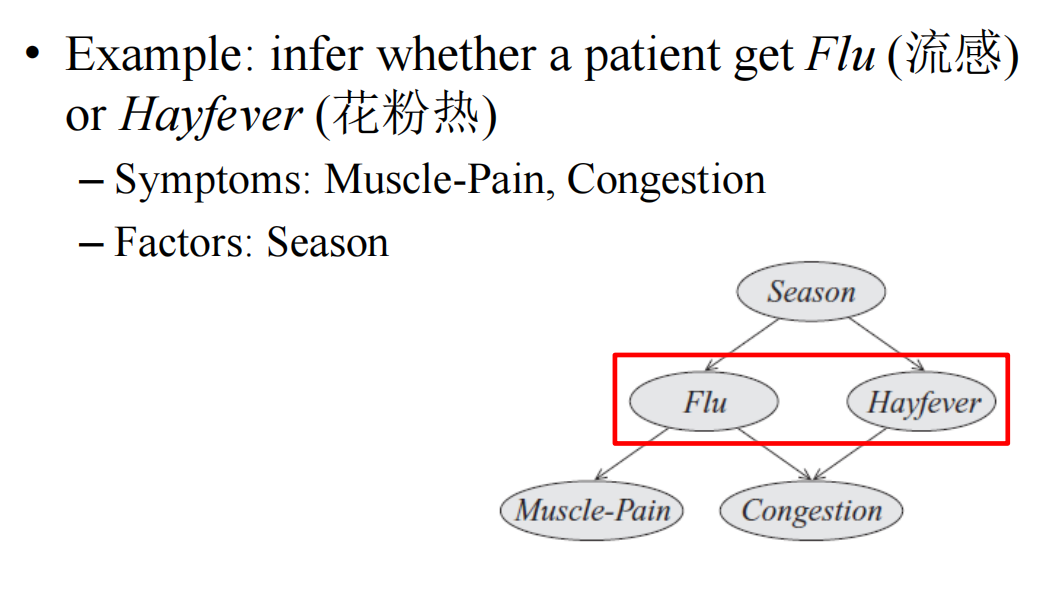 • Example: infer whether a patient get Flu (流感)
or Hayfever (花粉热)
– Symptoms: Muscle-Pain, Congestion
– Factors: Season
Season
Flu
Hayfever
Muscle-Pain
Congestion